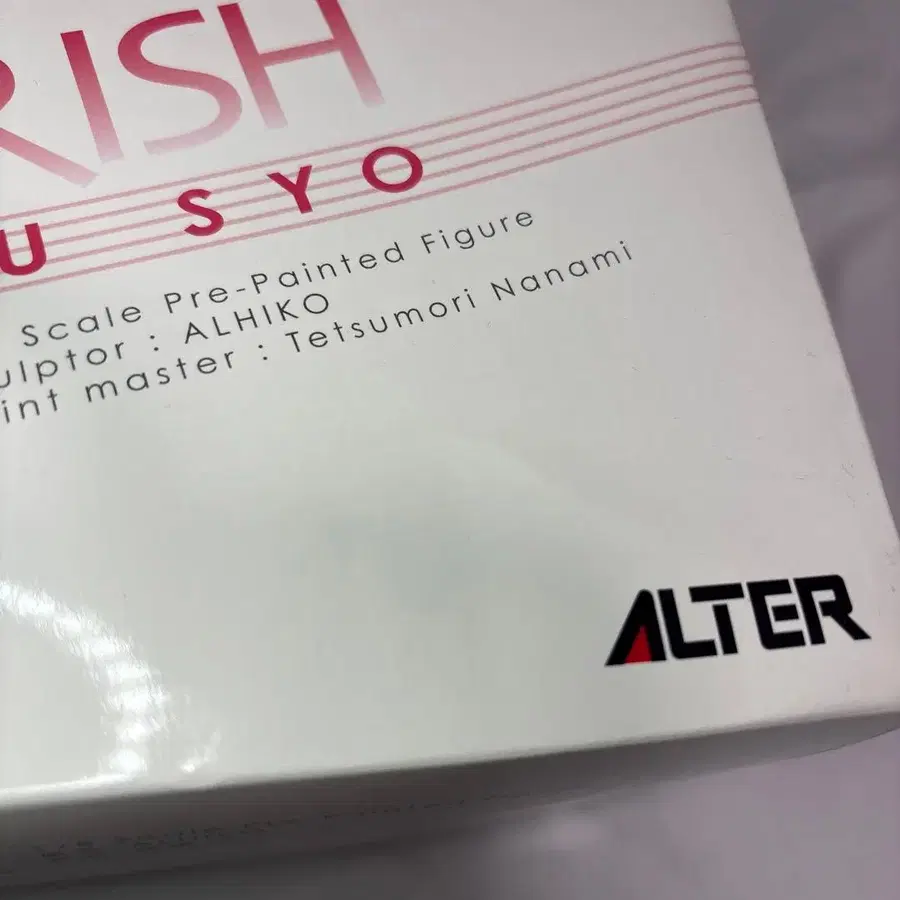 RISH
U SYO
Scale Pre-Painted Figure
ulptor : ALHIKO
int master : Tetsumori Nanami
ALTER